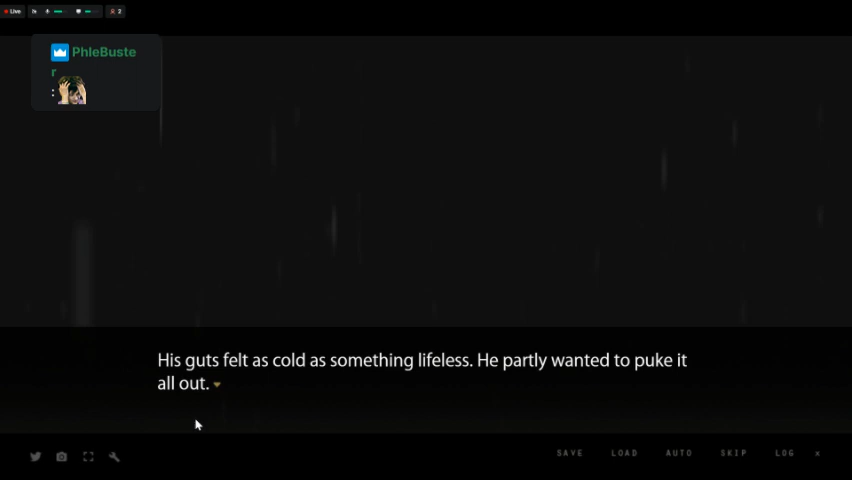 Live
2
PhleBuste
r
:
His guts felt as cold as something lifeless. He partly wanted to puke it
all out.
SAVE LOAD AUTO SKIP LOG ×